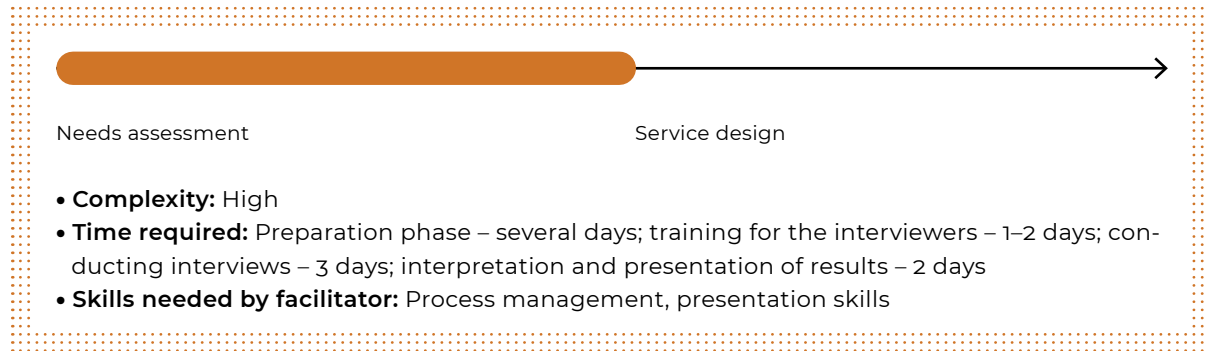 Needs assessment
Service design
• Complexity: High
• Time required: Preparation phase – several days; training for the interviewers – 1–2 days; con-
ducting interviews – 3 days; interpretation and presentation of results – 2 days
• Skills needed by facilitator: Process management, presentation skills